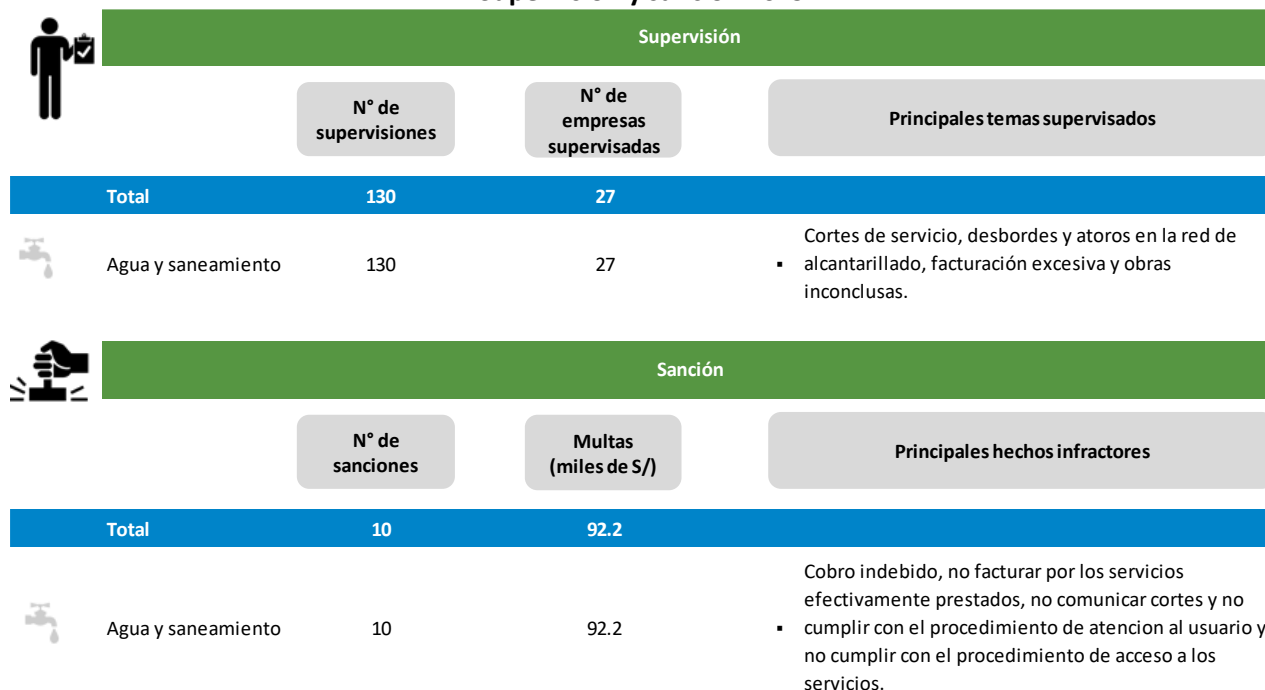 Supervisión
N° de
supervisiones
N° de
empresas
supervisadas
Principales temas supervisados
Total 130 27
Agua y saneamiento 130 27
Cortes de servicio, desbordes y atoros en la red de
▪ alcantarillado, facturación excesiva y obras
inconclusas.
Sanción
N° de
sanciones
Multas
(miles de S/)
Principales hechos infractores
Total 10 92.2
Agua y saneamiento 10 92.2
Cobro indebido, no facturar por los servicios
efectivamente prestados, no comunicar cortes y no
▪ cumplir con el procedimiento de atencion al usuario y
no cumplir con el procedimiento de acceso a los
servicios.